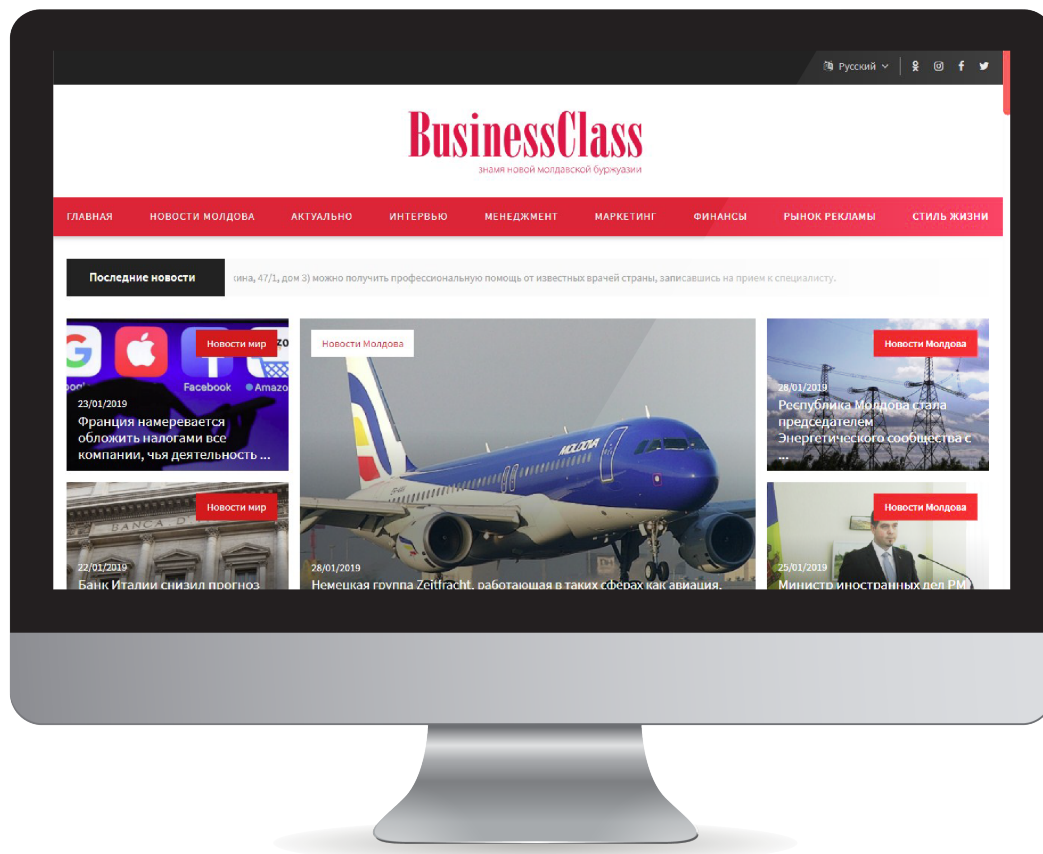 Русский
BusinessClass
знамя новой молдавской буржуазии
ГЛАВНАЯ НОВОСТИ МОЛДОВА АКТУАЛЬНО ИНТЕРВЬЮ МЕНЕДЖМЕНТ МАРКЕТИНГ ФИНАНСЫ РЫНОК РЕКЛАМЫ СТИЛЬ ЖИЗНИ
Последние новости
47/1, дом 3) можно получить профессиональную помощь от известных врачей страны, записавшись на прием к специалисту.
Новости мир
Facebook
23/01/2019
Франция намеревается
обложить налогами все
компании, чья деятельность ...
Новости мир
BANCA D
22/01/2019
Банк Италии снизил прогноз
Новости Молдова
MOLDOVA
28/01/2019
Немецкая группа Zeitfracht, работающая в таких сферах как авиация,
Новости Молдова
28/01/2019
Республика Молдова стала
председателем
Энергетического сообщества с
...
Новости Молдова
25/01/2019
Министр иностранных дел РМ